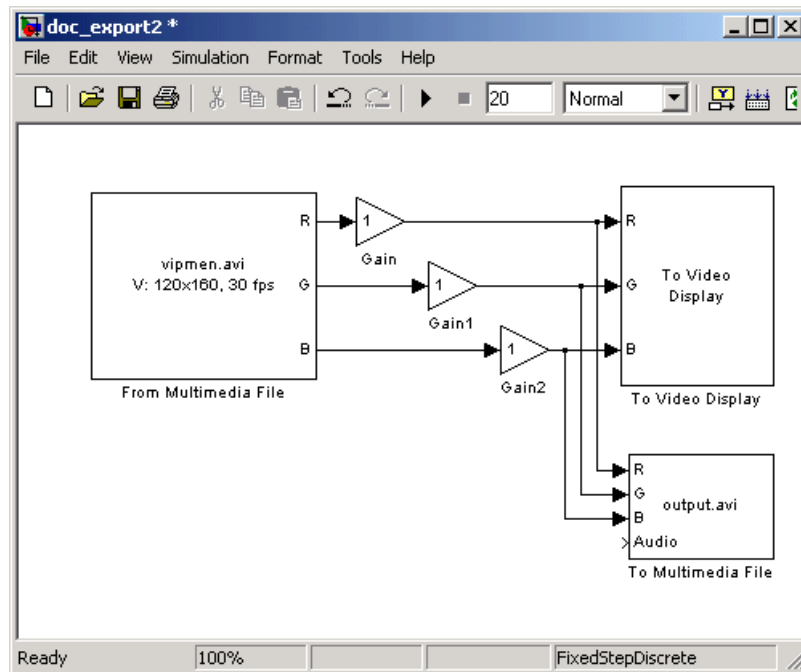 doc_export2 *
File Edit View Simulation Format Tools Help
20 Normal
R
1
Gain
R
vipmen.avi
V: 120x160, 30 fps
G
1
Gain1
G
To Video
Display
B
1
Gain2
B
From Multimedia File
To Video Display
R
G
output.avi
B
Audio
To Multimedia File
Ready 100% FixedStepDiscrete